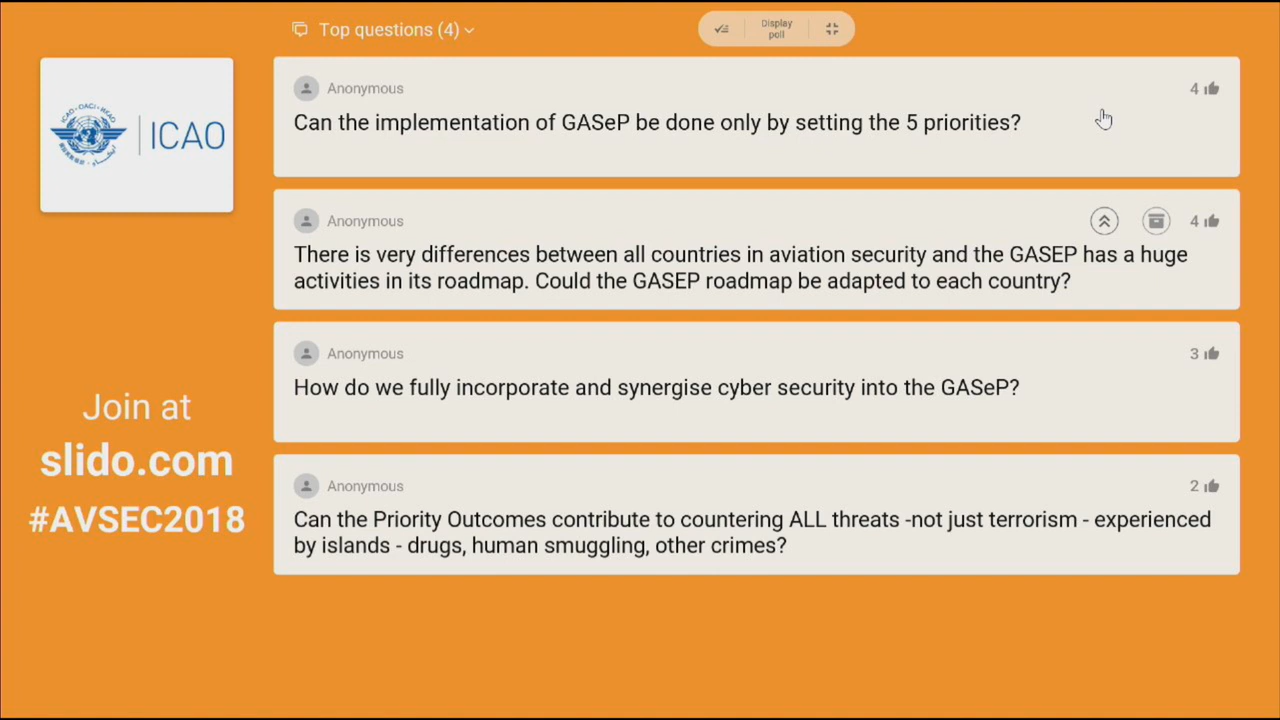 Top questions (4)
Display
poll
ICAO
Anonymous
4
Can the implementation of GASeP be done only by setting the 5 priorities?
Anonymous
4
There is very differences between all countries in aviation security and the GASEP has a huge
activities in its roadmap. Could the GASEP roadmap be adapted to each country?
Anonymous
3
How do we fully incorporate and synergise cyber security into the GASeP?
Anonymous
2
Can the Priority Outcomes contribute to countering ALL threats -not just terrorism - experienced
by islands - drugs, human smuggling, other crimes?
Join at
slido.com
#AVSEC2018